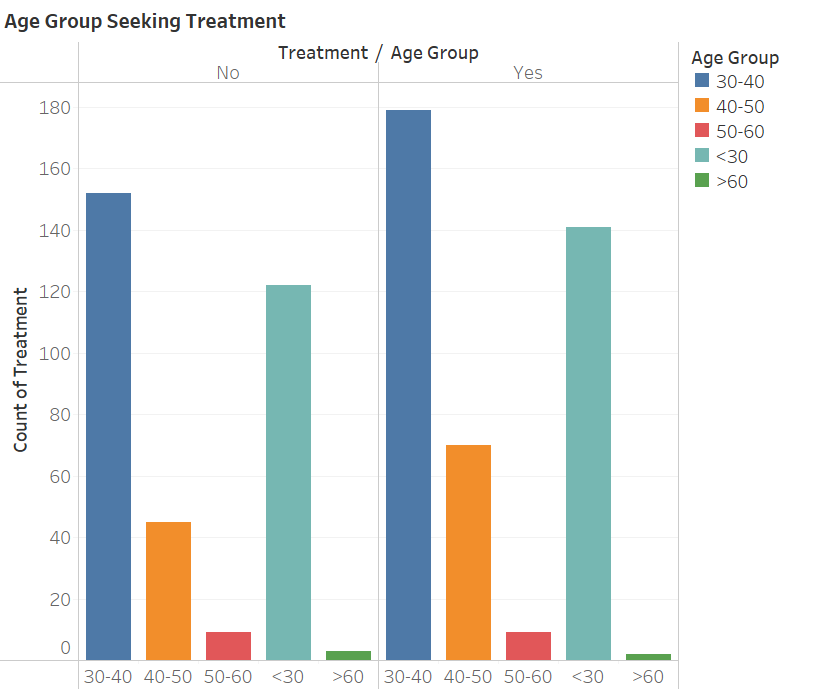 Age Group Seeking Treatment
Treatment / Age Group
No
Yes
Count of Treatment
180
160
140
120
100
80
60
40
20
0
30-40 40-50 50-60 <30 >60 30-40 40-50 50-60 <30 >60
Age Group
30-40
40-50
50-60
<30
>60